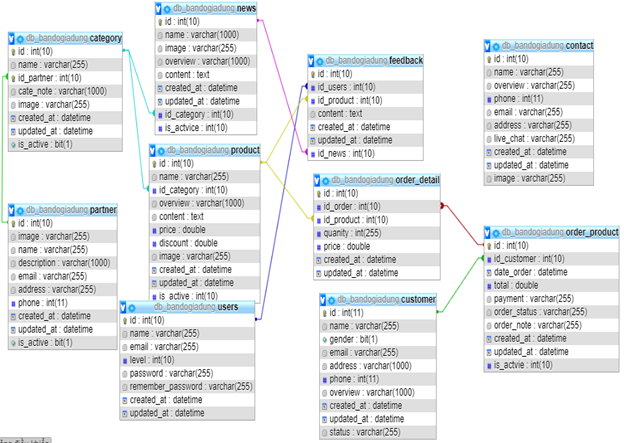 db_bandogiadung category
id : int(10)
name : varchar(255)
id_partner : int(10)
cate_note : varchar(1000)
image : varchar(255)
created_at : datetime
updated_at : datetime
is_active : bit(1)
db_bandogiadung partner
id : int(10)
image : varchar(255)
name : varchar(255)
description : varchar(1000)
email : varchar(255)
address : varchar(255)
phone : int(11)
created_at : datetime
updated_at : datetime
is_active : bit(1)
db_bandogiadung news
id : int(10)
name : varchar(1000)
image : varchar(255)
overview : varchar(1000)
content : text
created_at : datetime
updated_at : datetime
id_category : int(10)
is_activce : int(10)
db_bandogiadung product
id : int(10)
name : varchar(255)
id_category : int(10)
overview : varchar(1000)
content : text
price : double
discount : double
image : varchar(255)
created_at : datetime
updated_at : datetime
is_active : int(10)
db_bandogiadung users
id : int(10)
name : varchar(255)
email : varchar(255)
level : int(10)
password : varchar(255)
remember_password : varchar(255)
created_at : datetime
updated_at : datetime
db_bandogiadung feedback
id : int(10)
id_users : int(10)
id_product : int(10)
content : text
created_at : datetime
updated_at : datetime
id_news : int(10)
db_bandogiadung order_detail
id : int(10)
id_order : int(10)
id_product : int(10)
quanity : int(255)
price : double
created_at : datetime
updated_at : datetime
db_bandogiadung customer
id : int(11)
name : varchar(255)
gender : bit(1)
email : varchar(255)
address : varchar(1000)
phone : int(11)
overview : varchar(1000)
created_at : datetime
updated_at : datetime
status : varchar(255)
db_bandogiadung contact
id : int(10)
name : varchar(255)
overview : varchar(255)
phone : int(11)
email : varchar(255)
address : varchar(255)
live_chat : varchar(255)
created_at : datetime
updated_at : datetime
image : varchar(255)
db_bandogiadung order_product
id : int(10)
id_customer : int(10)
date_order : datetime
total : double
payment : varchar(255)
order_status : varchar(255)
order_note : varchar(255)
created_at : datetime
updated_at : datetime
is_actvie : int(10)